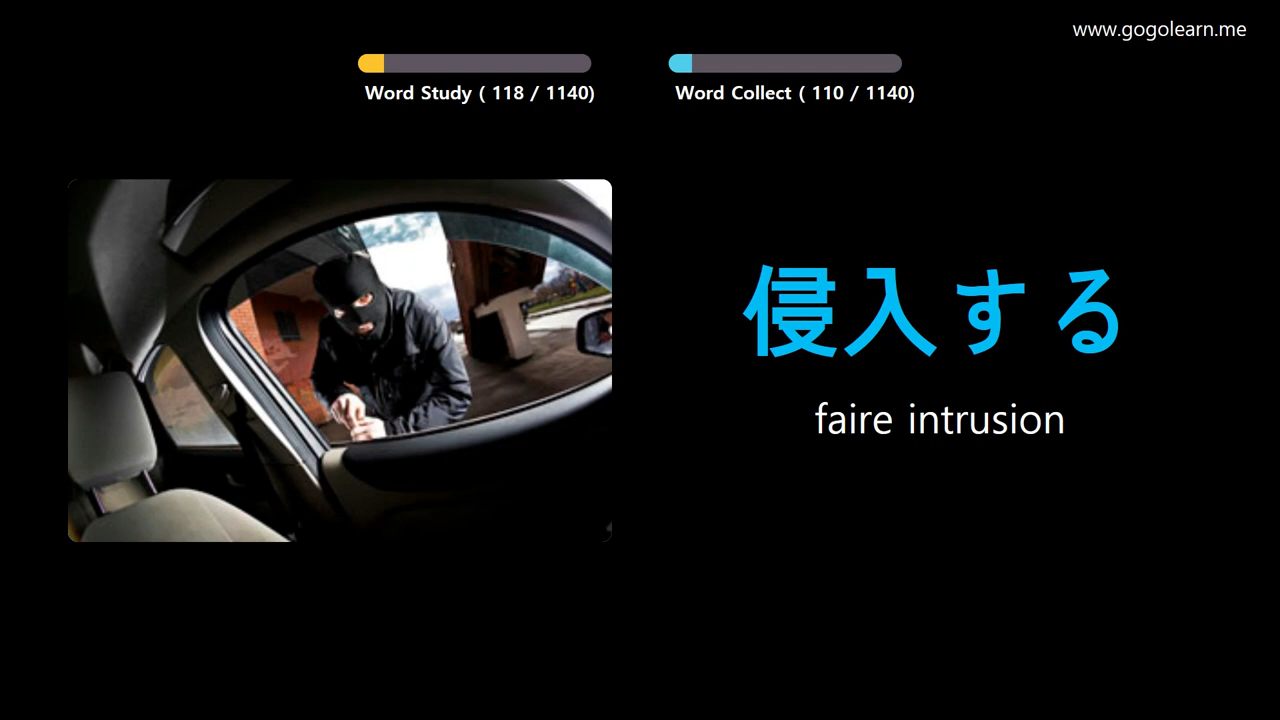 www.gogolearn.me
Word Study ( 118 / 1140)
Word Collect ( 110 / 1140)
侵入する
faire intrusion